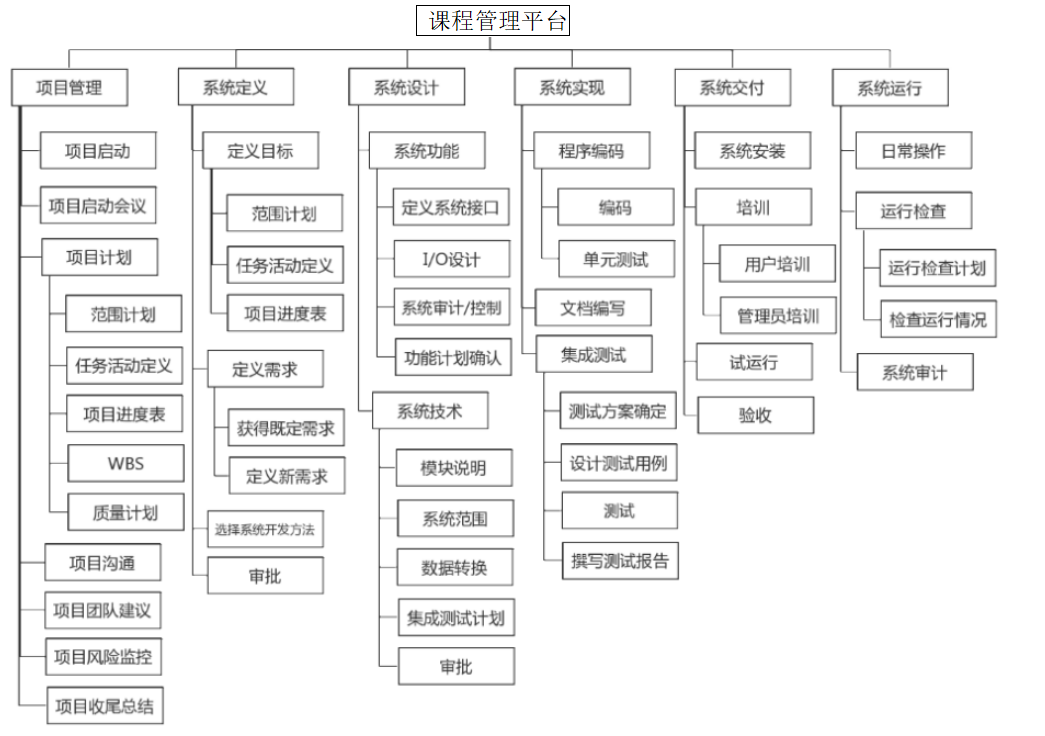 课程管理平台
项目管理
项目启动
项目启动会议
项目计划
范围计划
任务活动定义
项目进度表
WBS
质量计划
项目沟通
项目团队建议
项目风险监控
项目收尾总结
系统定义
定义目标
范围计划
任务活动定义
项目进度表
定义需求
获得既定需求
定义新需求
选择系统开发方法
审批
系统设计
系统功能
定义系统接口
I/O设计
系统审计/控制
功能计划确认
系统技术
模块说明
系统范围
数据转换
集成测试计划
审批
系统实现
程序编码
编码
单元测试
文档编写
集成测试
测试方案确定
设计测试用例
测试
撰写测试报告
系统交付
系统安装
培训
用户培训
管理员培训
试运行
验收
系统运行
日常操作
运行检查
运行检查计划
检查运行情况
系统审计